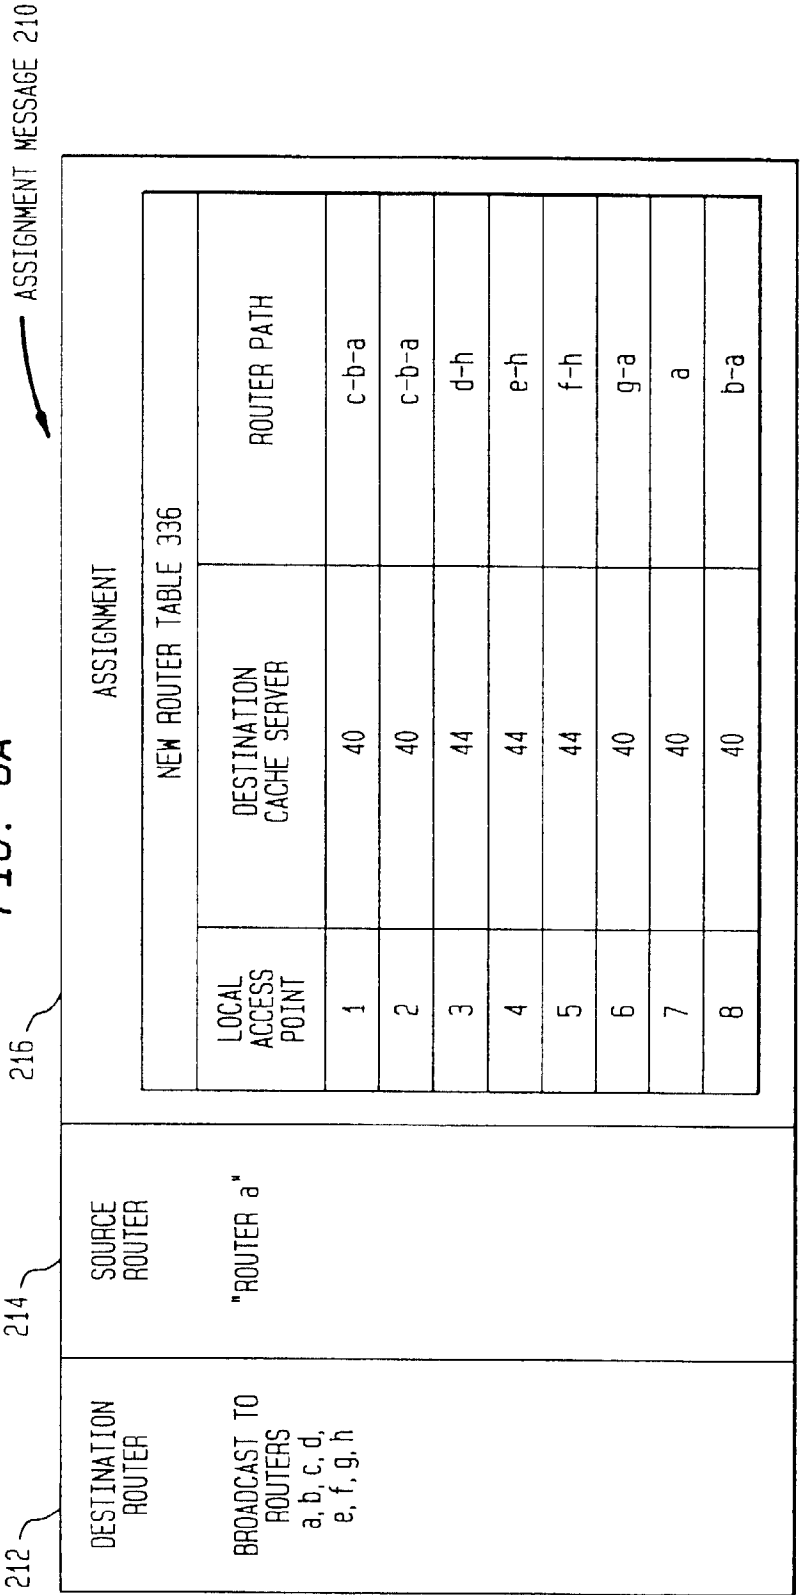 FIG.
ASSIGNMENT MESSAGE 210
212
214
216
DESTINATION
ROUTER
BROADCAST TO
ROUTERS
a, b, c, d,
e, f, g, h
SOURCE
ROUTER
"ROUTER a"
ASSIGNMENT
NEW ROUTER TABLE 336
LOCAL
ACCESS
POINT
DESTINATION
CACHE SERVER
ROUTER PATH
1 40 c-b-a
2 40 c-b-a
3 44 d-h
4 44 e-h
5 44 f-h
6 40 g-a
7 40 a
8 40 b-a